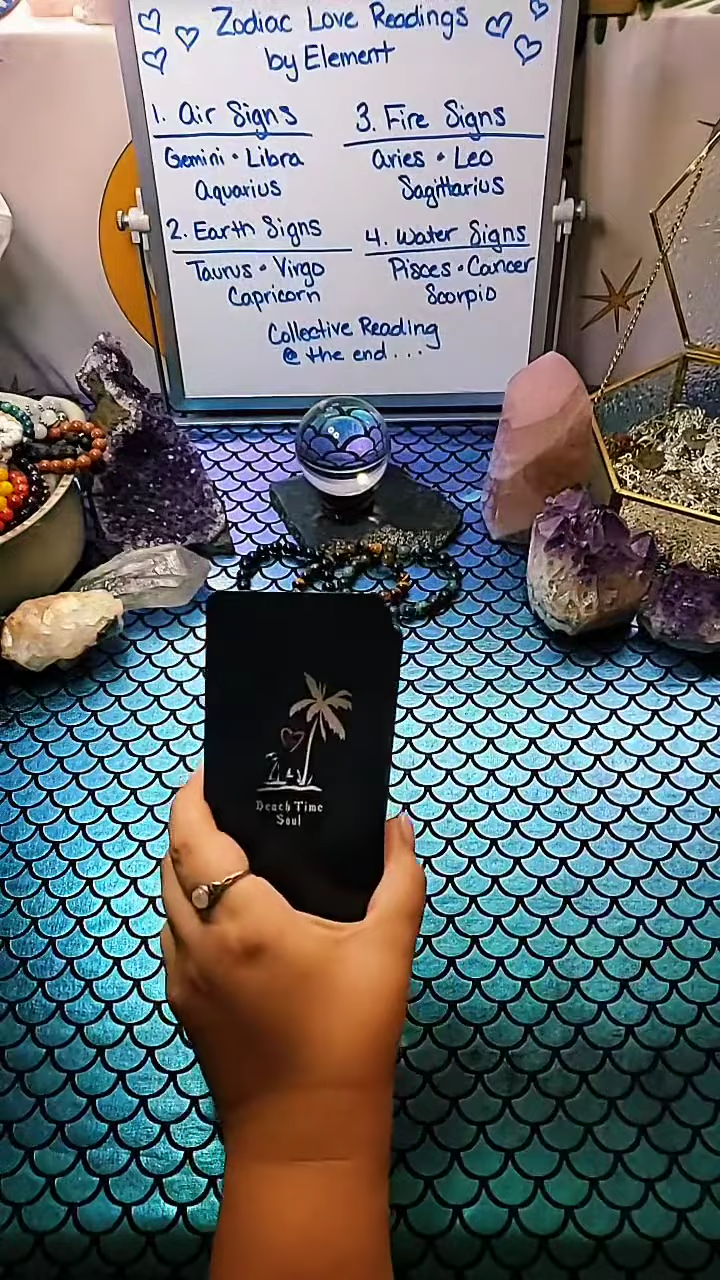 Zodiac Love Readings
by Element
1. Air Signs
Gemini • Libra
Aquarius
2. Earth Signs
Taurus • Virgo
Capricorn
3. Fire Signs
Aries • Leo
Sagittarius
4. Water Signs
Pisces • Cancer
Scorpio
Collective Reading
@ the end...
Beach Time
Soul